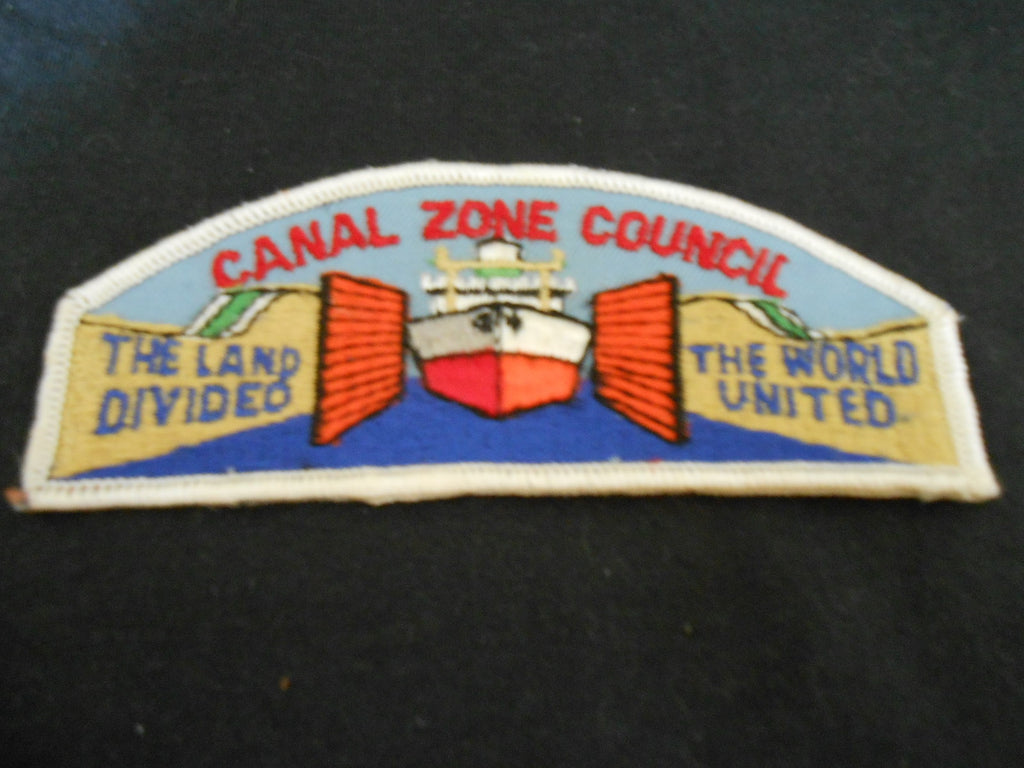 CANAL ZONE COUNCIL
THE LAND
DIVIDED
THE WORLD
UNITED